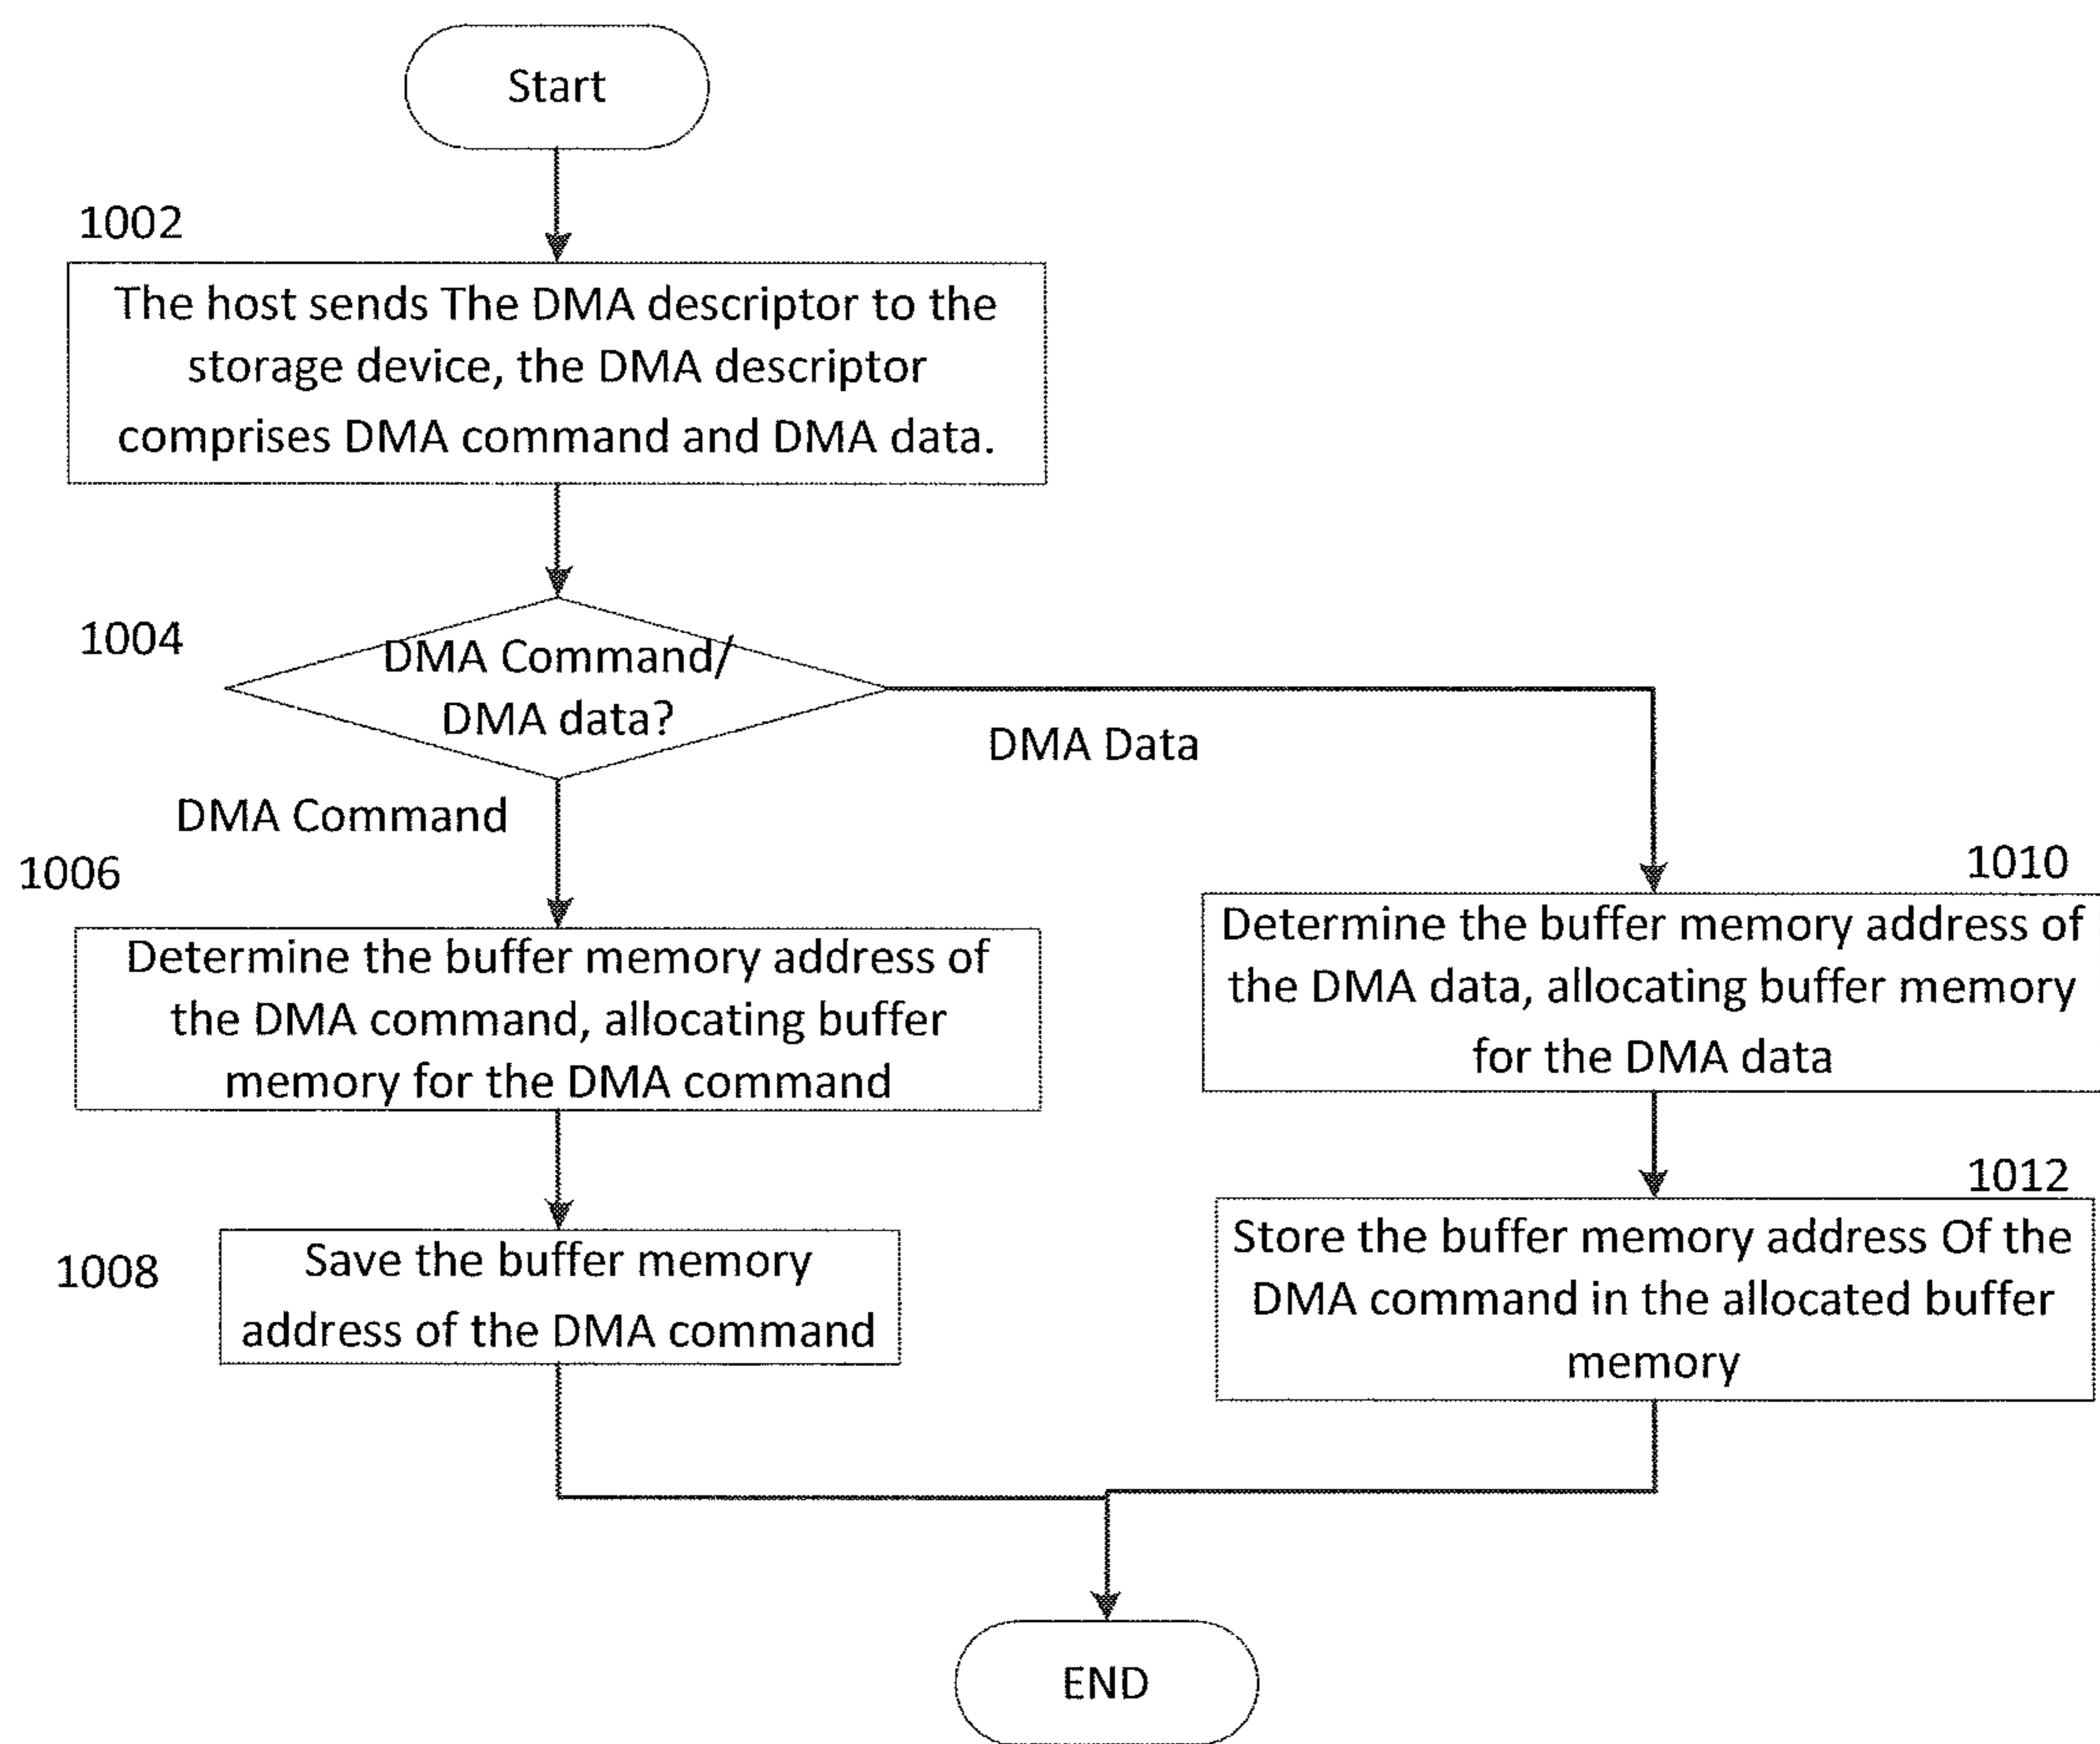 Start
1002
The host sends The DMA descriptor to the
storage device, the DMA descriptor
comprises DMA command and DMA data.
1004
DMA Command/
DMA data?
DMA Data
DMA Command
1006
Determine the buffer memory address of
the DMA command, allocating buffer
memory for the DMA command
1008
Save the buffer memory
address of the DMA command
1010
Determine the buffer memory address of
the DMA data, allocating buffer memory
for the DMA data
1012
Store the buffer memory address Of the
DMA command in the allocated buffer
memory
END